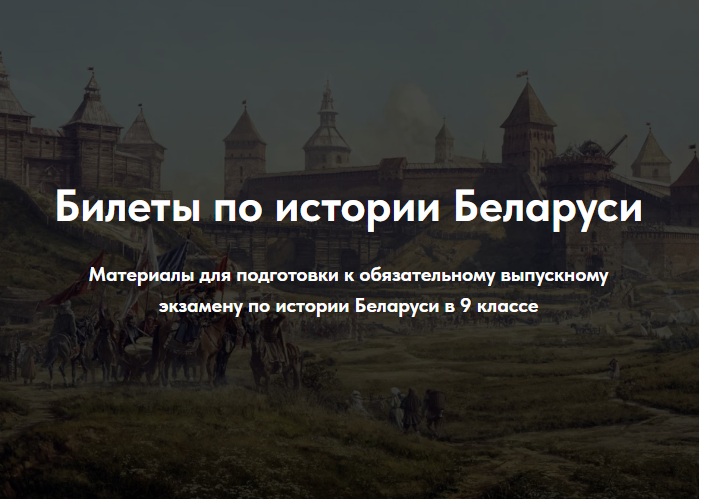 Билеты по истории Беларуси
Материалы для подготовки к обязательному выпускному
экзамену по истории Беларуси в 9 классе